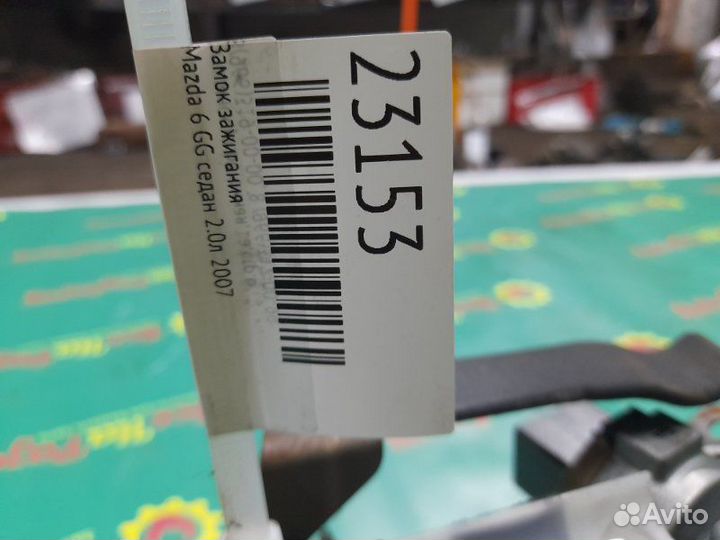 23153
Замок зажигания
Mazda 6 GG седан 2.0л 2007
Avito